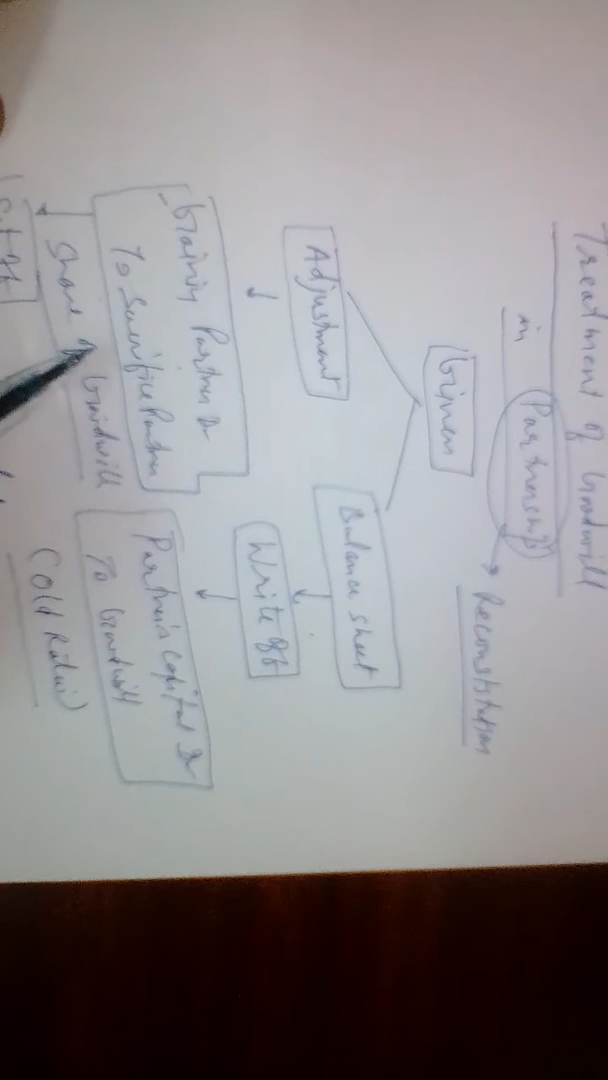 Treatment of Goodwill
in Partnership
Reconstitution
Given
Adjustment
Balance sheet
Write off
Gaining Partner Dr
To Sacrifice Partner
Partner's capital Dr
To Goodwill
Share of Goodwill
(Old Ratio)